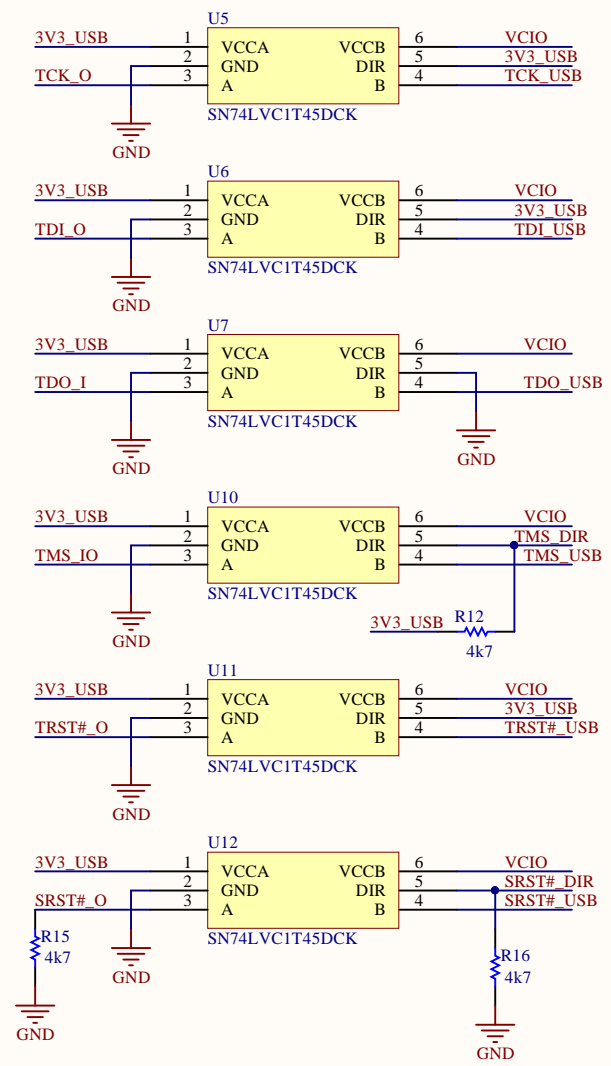 U5
3V3_USB 1 VCCA VCCB 6 VCIO
2 GND DIR 5 3V3_USB
TCK_O 3 A B 4 TCK_USB
SN74LVC1T45DCK
GND
U6
3V3_USB 1 VCCA VCCB 6 VCIO
2 GND DIR 5 3V3_USB
TDI_O 3 A B 4 TDI_USB
SN74LVC1T45DCK
GND
U7
3V3_USB 1 VCCA VCCB 6 VCIO
2 GND DIR 5
TDO_I 3 A B 4 TDO_USB
SN74LVC1T45DCK
GND GND
U10
3V3_USB 1 VCCA VCCB 6 VCIO
2 GND DIR 5 TMS_DIR
TMS_IO 3 A B 4 TMS_USB
SN74LVC1T45DCK
3V3_USB R12
GND 4k7
U11
3V3_USB 1 VCCA VCCB 6 VCIO
2 GND DIR 5 3V3_USB
TRST#_O 3 A B 4 TRST#_USB
SN74LVC1T45DCK
GND
U12
3V3_USB 1 VCCA VCCB 6 VCIO
2 GND DIR 5 SRST#_DIR
SRST#_O 3 A B 4 SRST#_USB
R15 SN74LVC1T45DCK
4k7 R16
GND 4k7
GND
GND